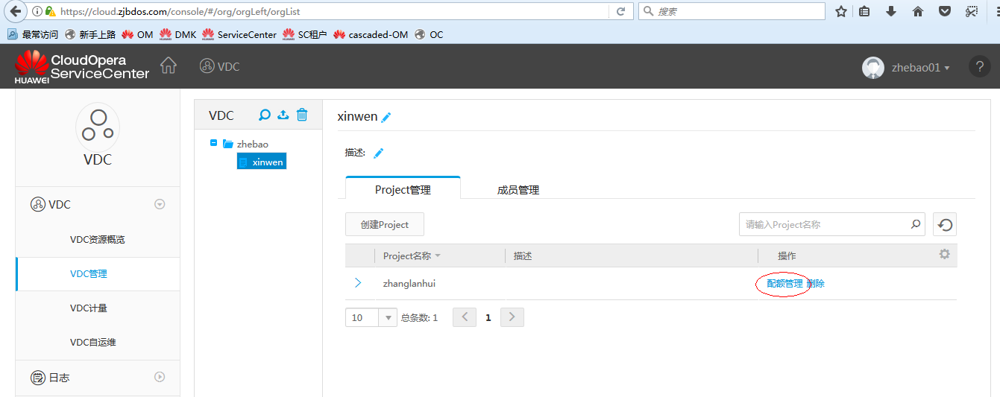 https://cloud.zjbdos.com/console/#/org/orgLeft/orgList 搜索
最常访问 新手上路 OM DMK ServiceCenter SC租户 cascaded-OM OC
HUAWEI CloudOpera ServiceCenter VDC zhebao01 ?
VDC
VDC
VDC资源概览
VDC管理
VDC计量
VDC自运维
日志
VDC
zhebao
xinwen
xinwen
描述:
Project管理 成员管理
创建Project 请输入Project名称
Project名称 描述 操作
zhanglanhui 配额管理 删除
10 总条数: 1 1